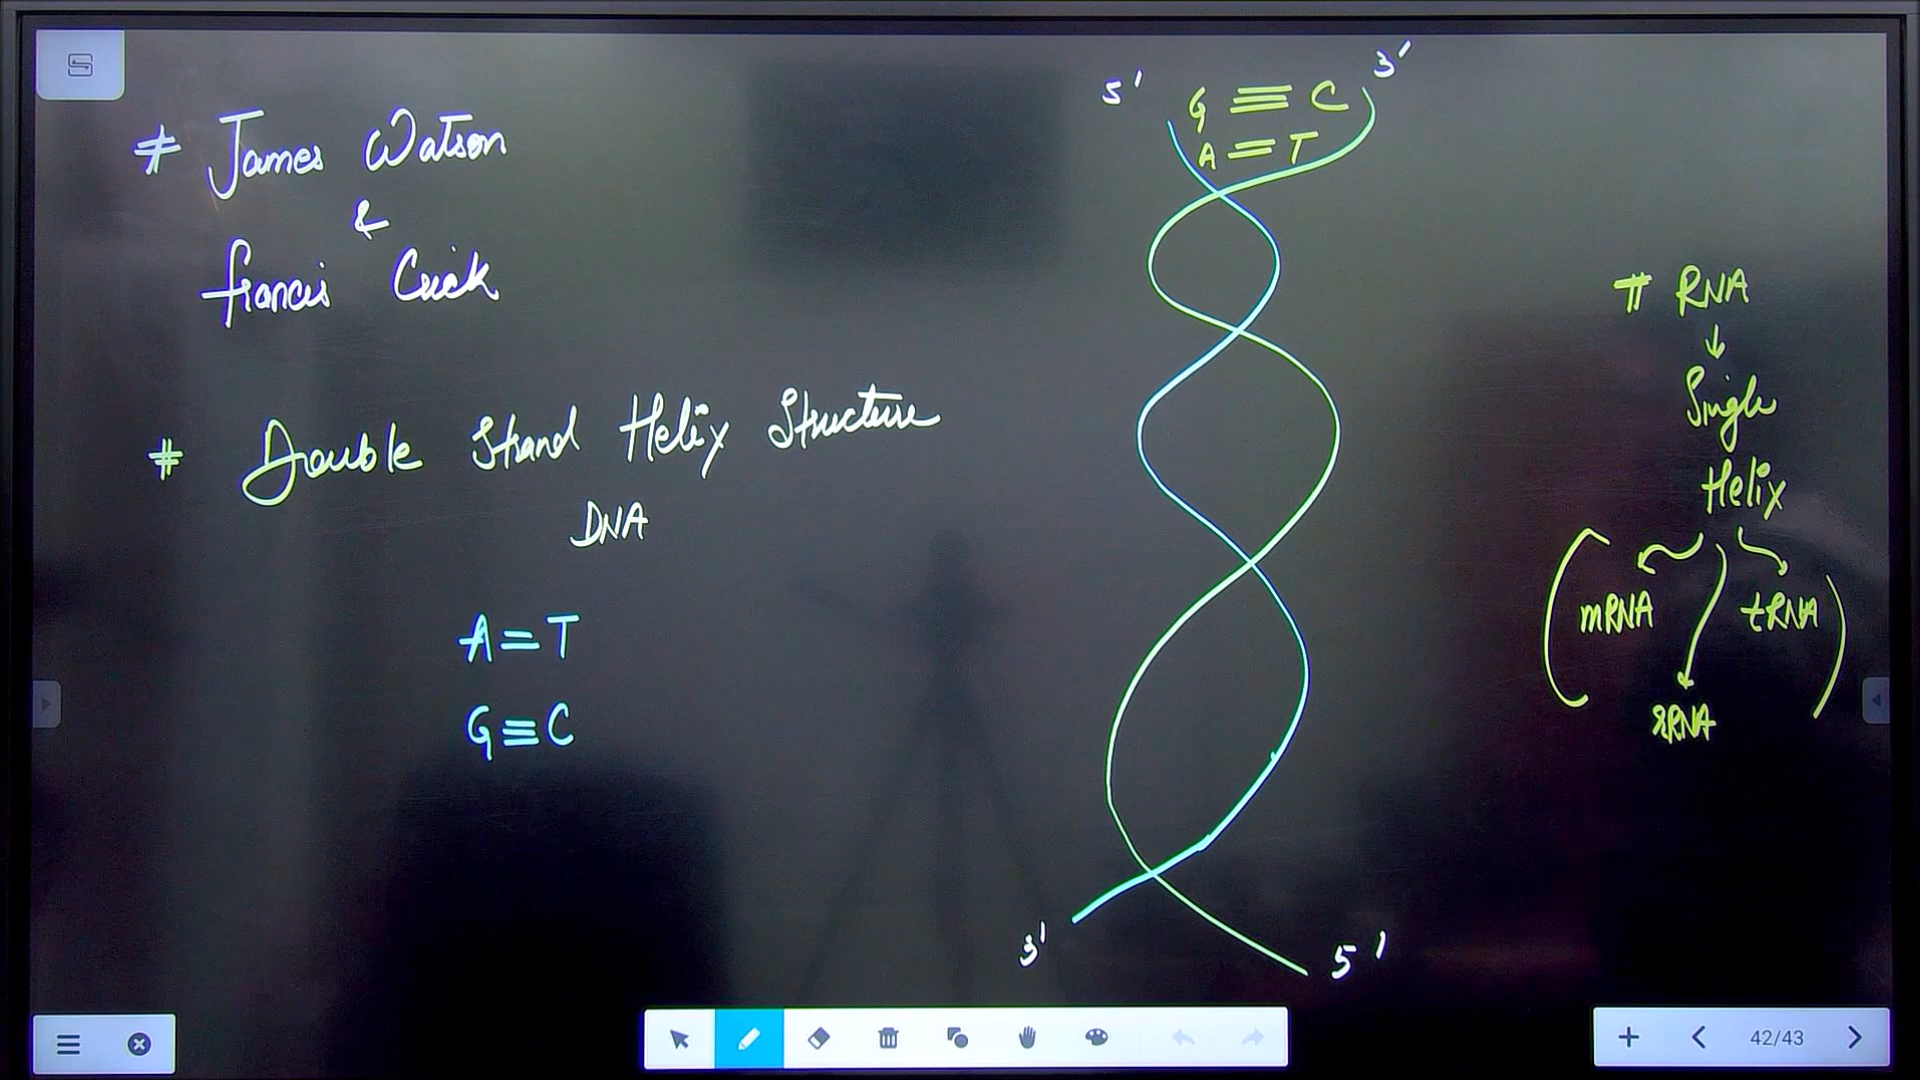 # James Watson
&
francis Crick
# Double Strand Helix Structure
DNA
A = T
G ≡ C
5' 3'
G ≡ C
A = T
3' 5'
# RNA
↓
Single
Helix
mRNA tRNA
rRNA
42/43